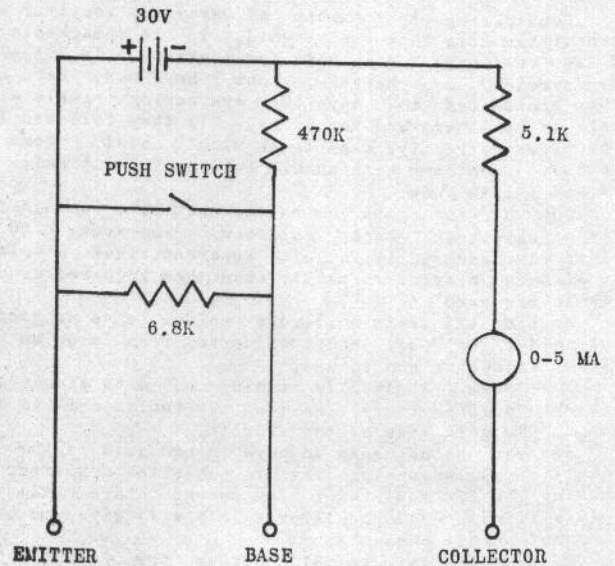 30V
+ -
470K
5.1K
PUSH SWITCH
6.8K
0-5 MA
EMITTER BASE COLLECTOR